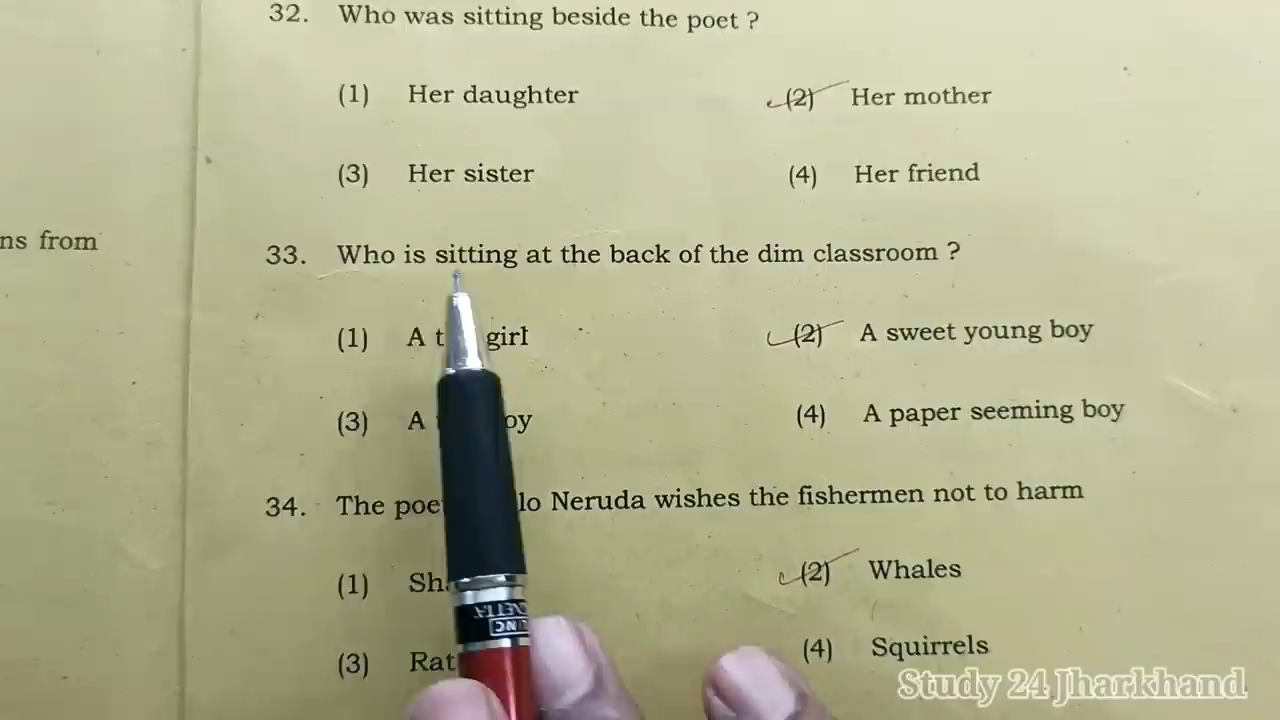 32. Who was sitting beside the poet ?
(1) Her daughter (2) Her mother
(3) Her sister (4) Her friend
ns from
33. Who is sitting at the back of the dim classroom ?
(1) A girl (2) A sweet young boy
(3) A oy (4) A paper seeming boy
34. The poe lo Neruda wishes the fishermen not to harm
(1) Sh (2) Whales
(3) Rat (4) Squirrels
Study 24 Jharkhand